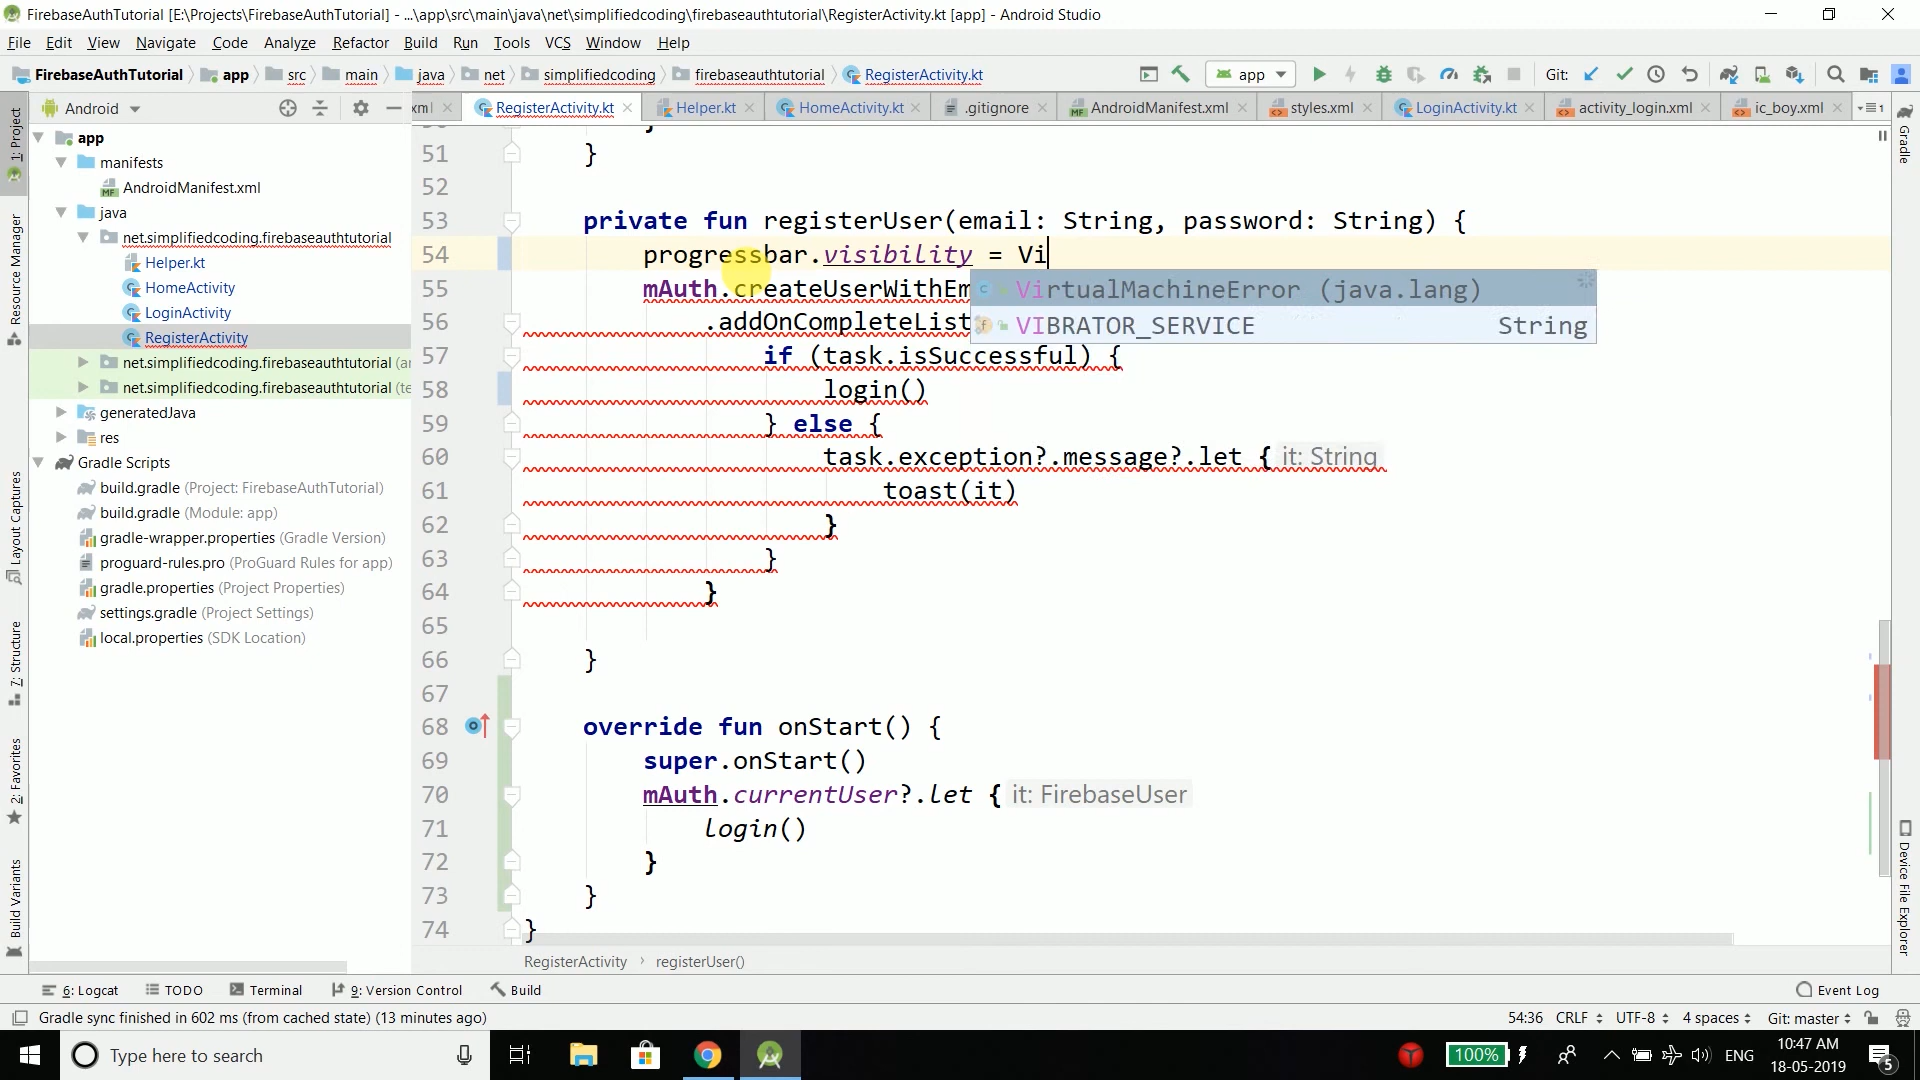 FirebaseAuthTutorial [E:\Projects\FirebaseAuthTutorial] - ...\app\src\main\java\net\simplifiedcoding\firebaseauthtutorial\RegisterActivity.kt [app] - Android Studio
File Edit View Navigate Code Analyze Refactor Build Run Tools VCS Window Help
FirebaseAuthTutorial app src main java net simplifiedcoding firebaseauthtutorial RegisterActivity.kt app Git:
Android
xml RegisterActivity.kt Helper.kt HomeActivity.kt .gitignore AndroidManifest.xml styles.xml LoginActivity.kt activity_login.xml ic_boy.xml
1: Project
Resource Manager
Layout Captures
7: Structure
2: Favorites
Build Variants
app
manifests
AndroidManifest.xml
java
net.simplifiedcoding.firebaseauthtutorial
Helper.kt
HomeActivity
LoginActivity
RegisterActivity
net.simplifiedcoding.firebaseauthtutorial (ar
net.simplifiedcoding.firebaseauthtutorial (te
generatedJava
res
Gradle Scripts
build.gradle (Project: FirebaseAuthTutorial)
build.gradle (Module: app)
gradle-wrapper.properties (Gradle Version)
proguard-rules.pro (ProGuard Rules for app)
gradle.properties (Project Properties)
settings.gradle (Project Settings)
local.properties (SDK Location)
51 }
52
53 private fun registerUser(email: String, password: String) {
54 progressbar.visibility = Vi
55 mAuth.createUserWithEm
VirtualMachineError (java.lang)
56 .addOnCompleteList
VIBRATOR_SERVICE String
57 if (task.isSuccessful) {
58 login()
59 } else {
60 task.exception?.message?.let { it: String
61 toast(it)
62 }
63 }
64 }
65
66 }
67
68 override fun onStart() {
69 super.onStart()
70 mAuth.currentUser?.let { it: FirebaseUser
71 login()
72 }
73 }
74 }
RegisterActivity registerUser()
Gradle
Device File Explorer
6: Logcat TODO Terminal 9: Version Control Build Event Log
Gradle sync finished in 602 ms (from cached state) (13 minutes ago) 54:36 CRLF UTF-8 4 spaces Git: master
Type here to search 100% ENG 10:47 AM
18-05-2019 5